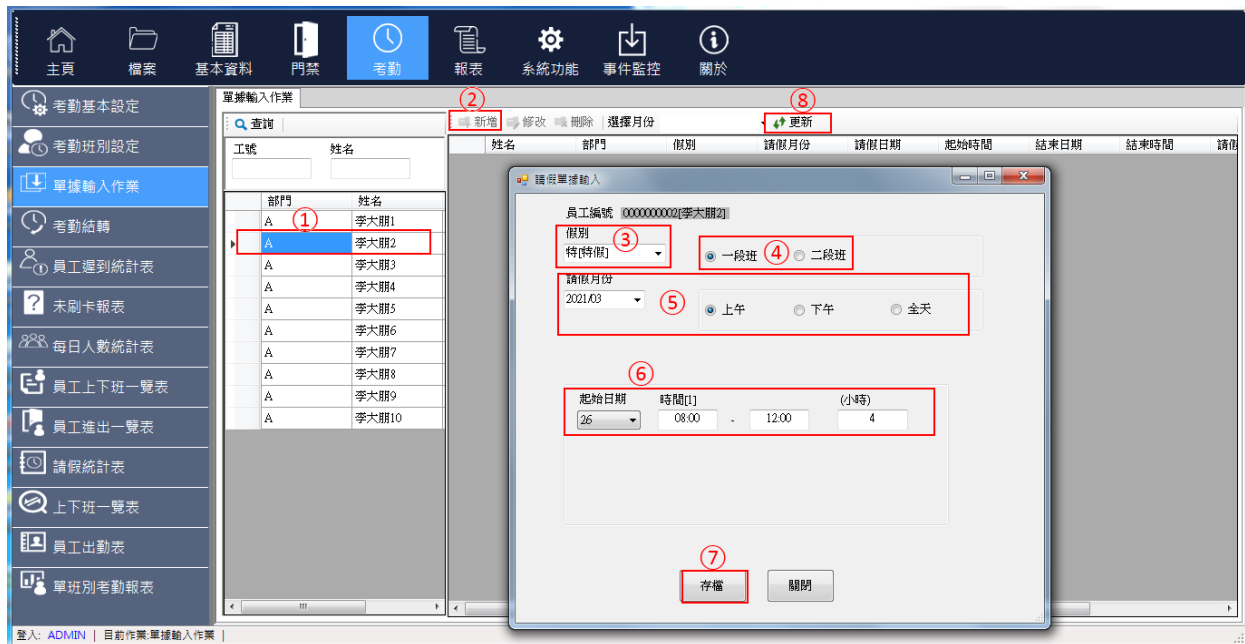 主頁 檔案 基本資料 門禁 考勤 報表 系統功能 事件監控 關於
考勤基本設定
考勤班別設定
單據輸入作業
考勤結轉
員工遲到統計表
未刷卡報表
每日人數統計表
員工上下班一覽表
員工進出一覽表
請假統計表
上下班一覽表
員工出勤表
單班別考勤報表
單據輸入作業
查詢
工號 姓名
部門 姓名
① A 李大朋1
A 李大朋2
A 李大朋3
A 李大朋4
A 李大朋5
A 李大朋6
A 李大朋7
A 李大朋8
A 李大朋9
A 李大朋10
② ⑧
新增 修改 刪除 選擇月份 更新
姓名 部門 假別 請假月份 請假日期 起始時間 結束日期 結束時間
請假單據輸入
員工編號 000000002[李大朋2]
假別 ③
特[特假] 一段班 ④ 二段班
請假月份
2021/03 ⑤ 上午 下午 全天
⑥
起始日期 時間[1] (小時)
26 08:00 - 12:00 4
⑦
存檔 關閉
登入: ADMIN | 目前作業:單據輸入作業 |